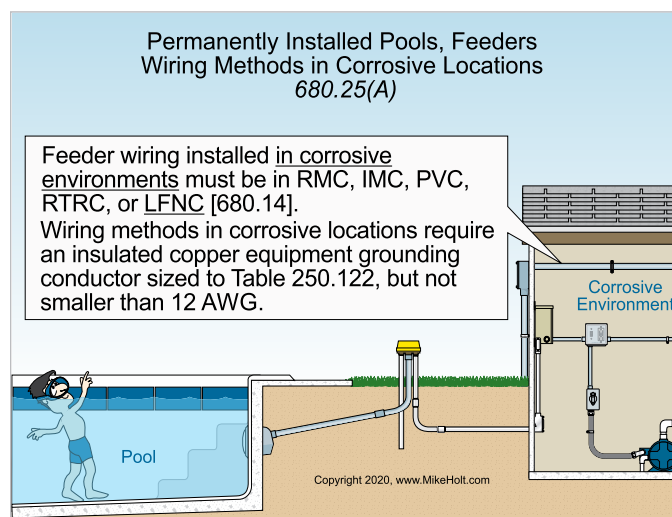 Permanently Installed Pools, Feeders
Wiring Methods in Corrosive Locations
680.25(A)
Feeder wiring installed in corrosive
environments must be in RMC, IMC, PVC,
RTRC, or LFNC [680.14].
Wiring methods in corrosive locations require
an insulated copper equipment grounding
conductor sized to Table 250.122, but not
smaller than 12 AWG.
Corrosive
Environment
Pool
Copyright 2020, www.MikeHolt.com